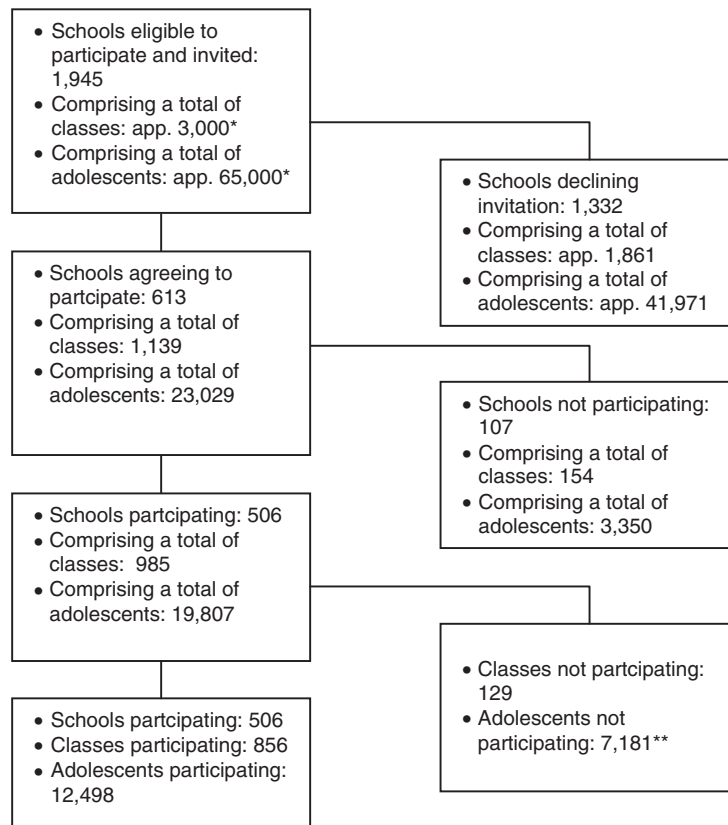 • Schools eligible to
participate and invited:
1,945
• Comprising a total of
classes: app. 3,000*
• Comprising a total of
adolescents: app. 65,000*
• Schools declining
invitation: 1,332
• Comprising a total of
classes: app. 1,861
• Comprising a total of
adolescents: app. 41,971
• Schools agreeing to
partcipate: 613
• Comprising a total of
classes: 1,139
• Comprising a total of
adolescents: 23,029
• Schools not participating:
107
• Comprising a total of
classes: 154
• Comprising a total of
adolescents: 3,350
• Schools partcipating: 506
• Comprising a total of
classes: 985
• Comprising a total of
adolescents: 19,807
• Classes not partcipating:
129
• Adolescents not
participating: 7,181**
• Schools partcipating: 506
• Classes participating: 856
• Adolescents participating:
12,498